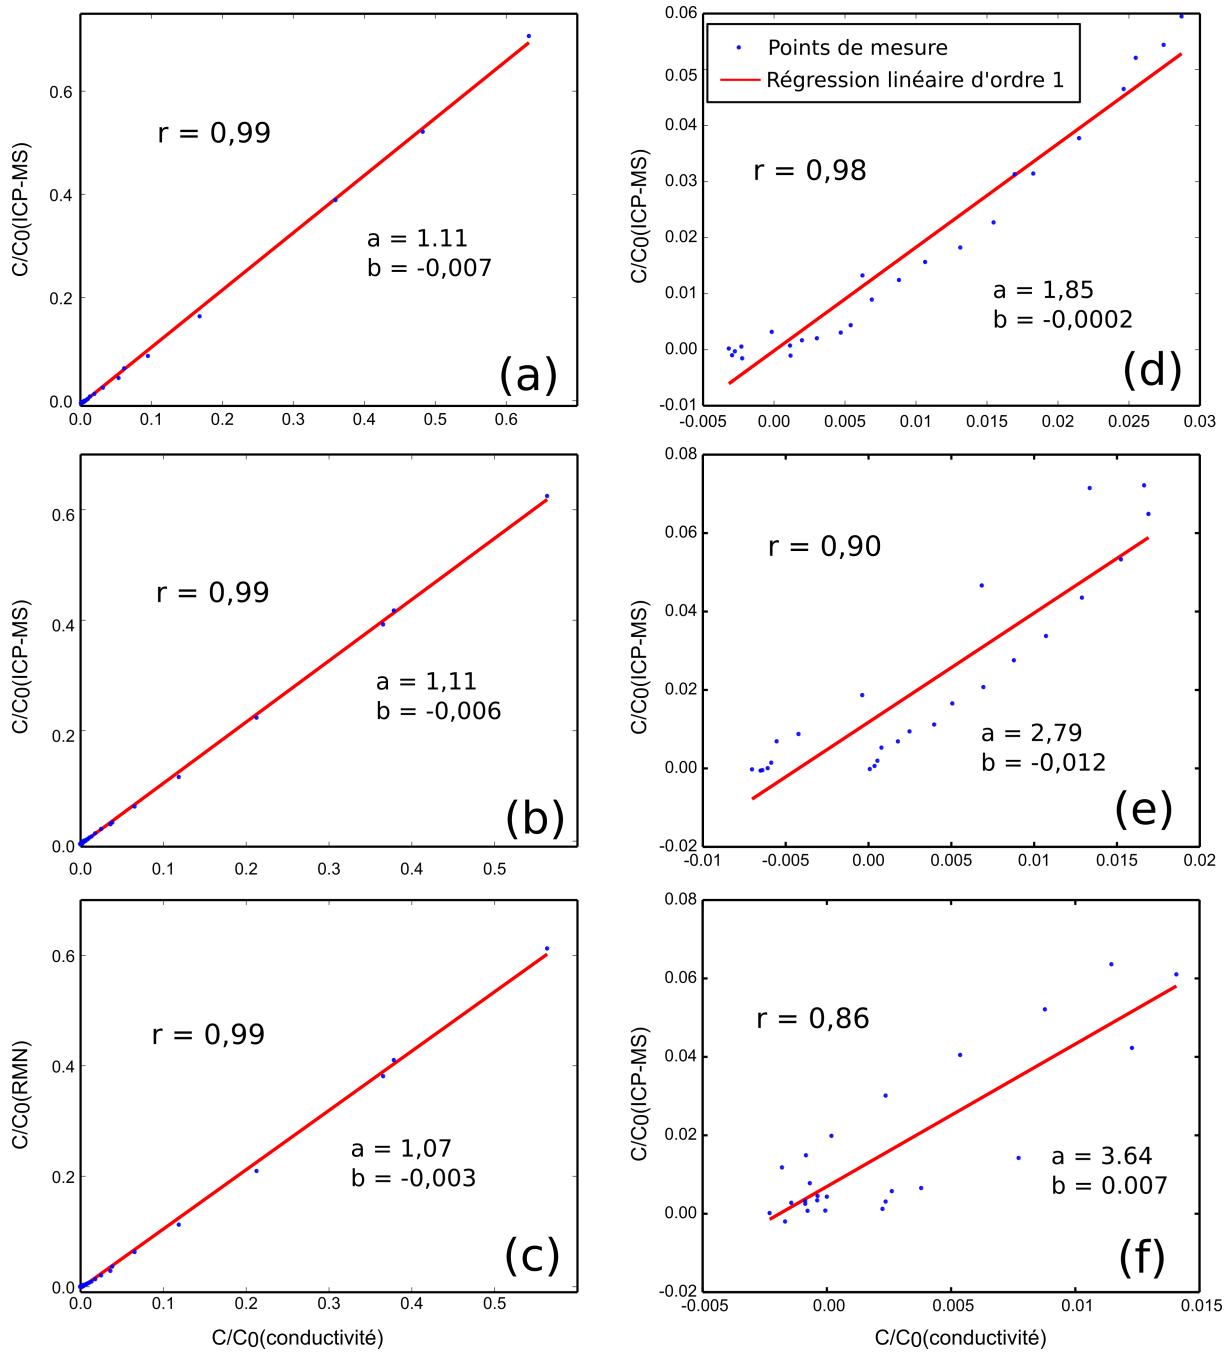 0.6
0.4
0.2
0.0
0.0
0.1
0.2
0.3
0.4
0.5
0.6
C/C0(ICP-MS)
r = 0,99
a = 1.11
b = -0,007
(a)
0.06
0.05
0.04
0.03
0.02
0.01
0.00
-0.01
-0.005
0.00
0.005
0.01
0.015
0.02
0.025
0.03
C/C0(ICP-MS)
Points de mesure
Régression linéaire d'ordre 1
r = 0,98
a = 1,85
b = -0,0002
(d)
0.6
0.4
0.2
0.0
0.0
0.1
0.2
0.3
0.4
0.5
C/C0(ICP-MS)
r = 0,99
a = 1,11
b = -0,006
(b)
0.08
0.06
0.04
0.02
0.00
-0.02
-0.01
-0.005
0.00
0.005
0.01
0.015
0.02
C/C0(ICP-MS)
r = 0,90
a = 2,79
b = -0,012
(e)
0.6
0.4
0.2
0.0
0.0
0.1
0.2
0.3
0.4
0.5
C/C0(RMN)
r = 0,99
a = 1,07
b = -0,003
(c)
C/C0(conductivité)
0.08
0.06
0.04
0.02
0.00
-0.02
-0.005
0.00
0.005
0.01
0.015
C/C0(ICP-MS)
r = 0,86
a = 3.64
b = 0.007
(f)
C/C0(conductivité)